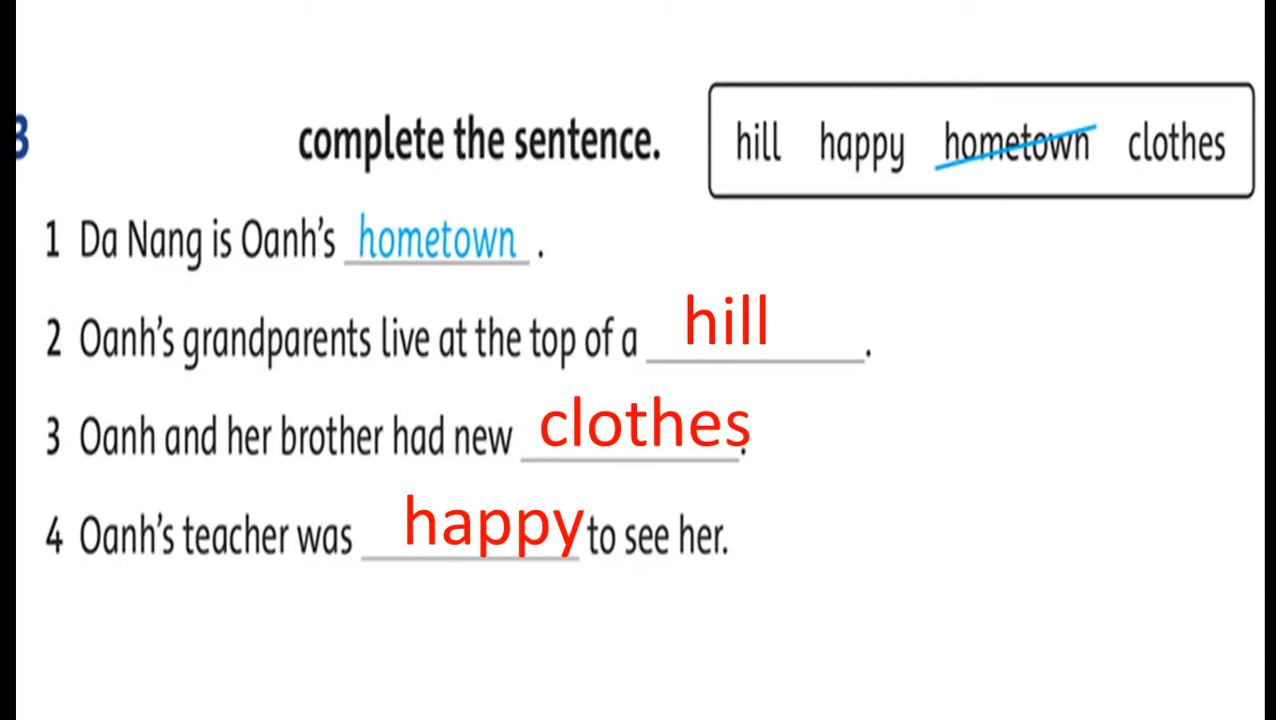 3 complete the sentence.
hill happy hometown clothes
1 Da Nang is Oanh's hometown .
2 Oanh's grandparents live at the top of a hill .
3 Oanh and her brother had new clothes .
4 Oanh's teacher was happy to see her.